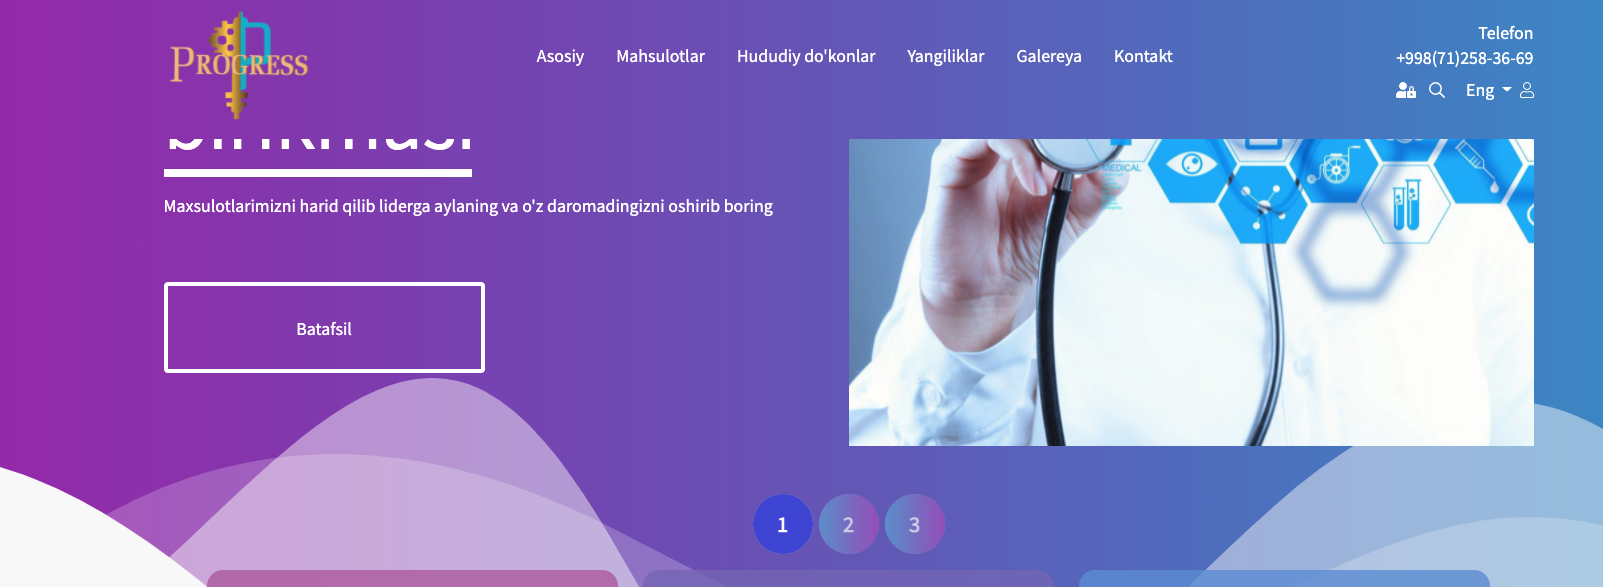 PROGRESS
Asosiy Mahsulotlar Hududiy do'konlar Yangiliklar Galereya Kontakt
Telefon
+998(71)258-36-69
Eng
Maxsulotlarimizni harid qilib liderga aylaning va o'z daromadingizni oshirib boring
MEDICAL
Batafsil
1 2 3